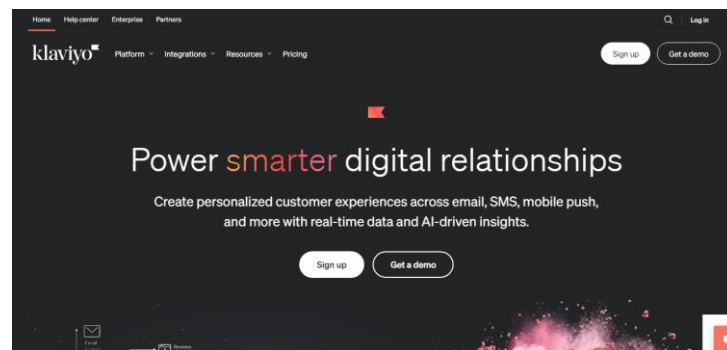 Home Help center Enterprise Partners Log in
klaviyo Platform Integrations Resources Pricing Sign up Get a demo
Power smarter digital relationships
Create personalized customer experiences across email, SMS, mobile push,
and more with real-time data and AI-driven insights.
Sign up Get a demo
Email
Reviews